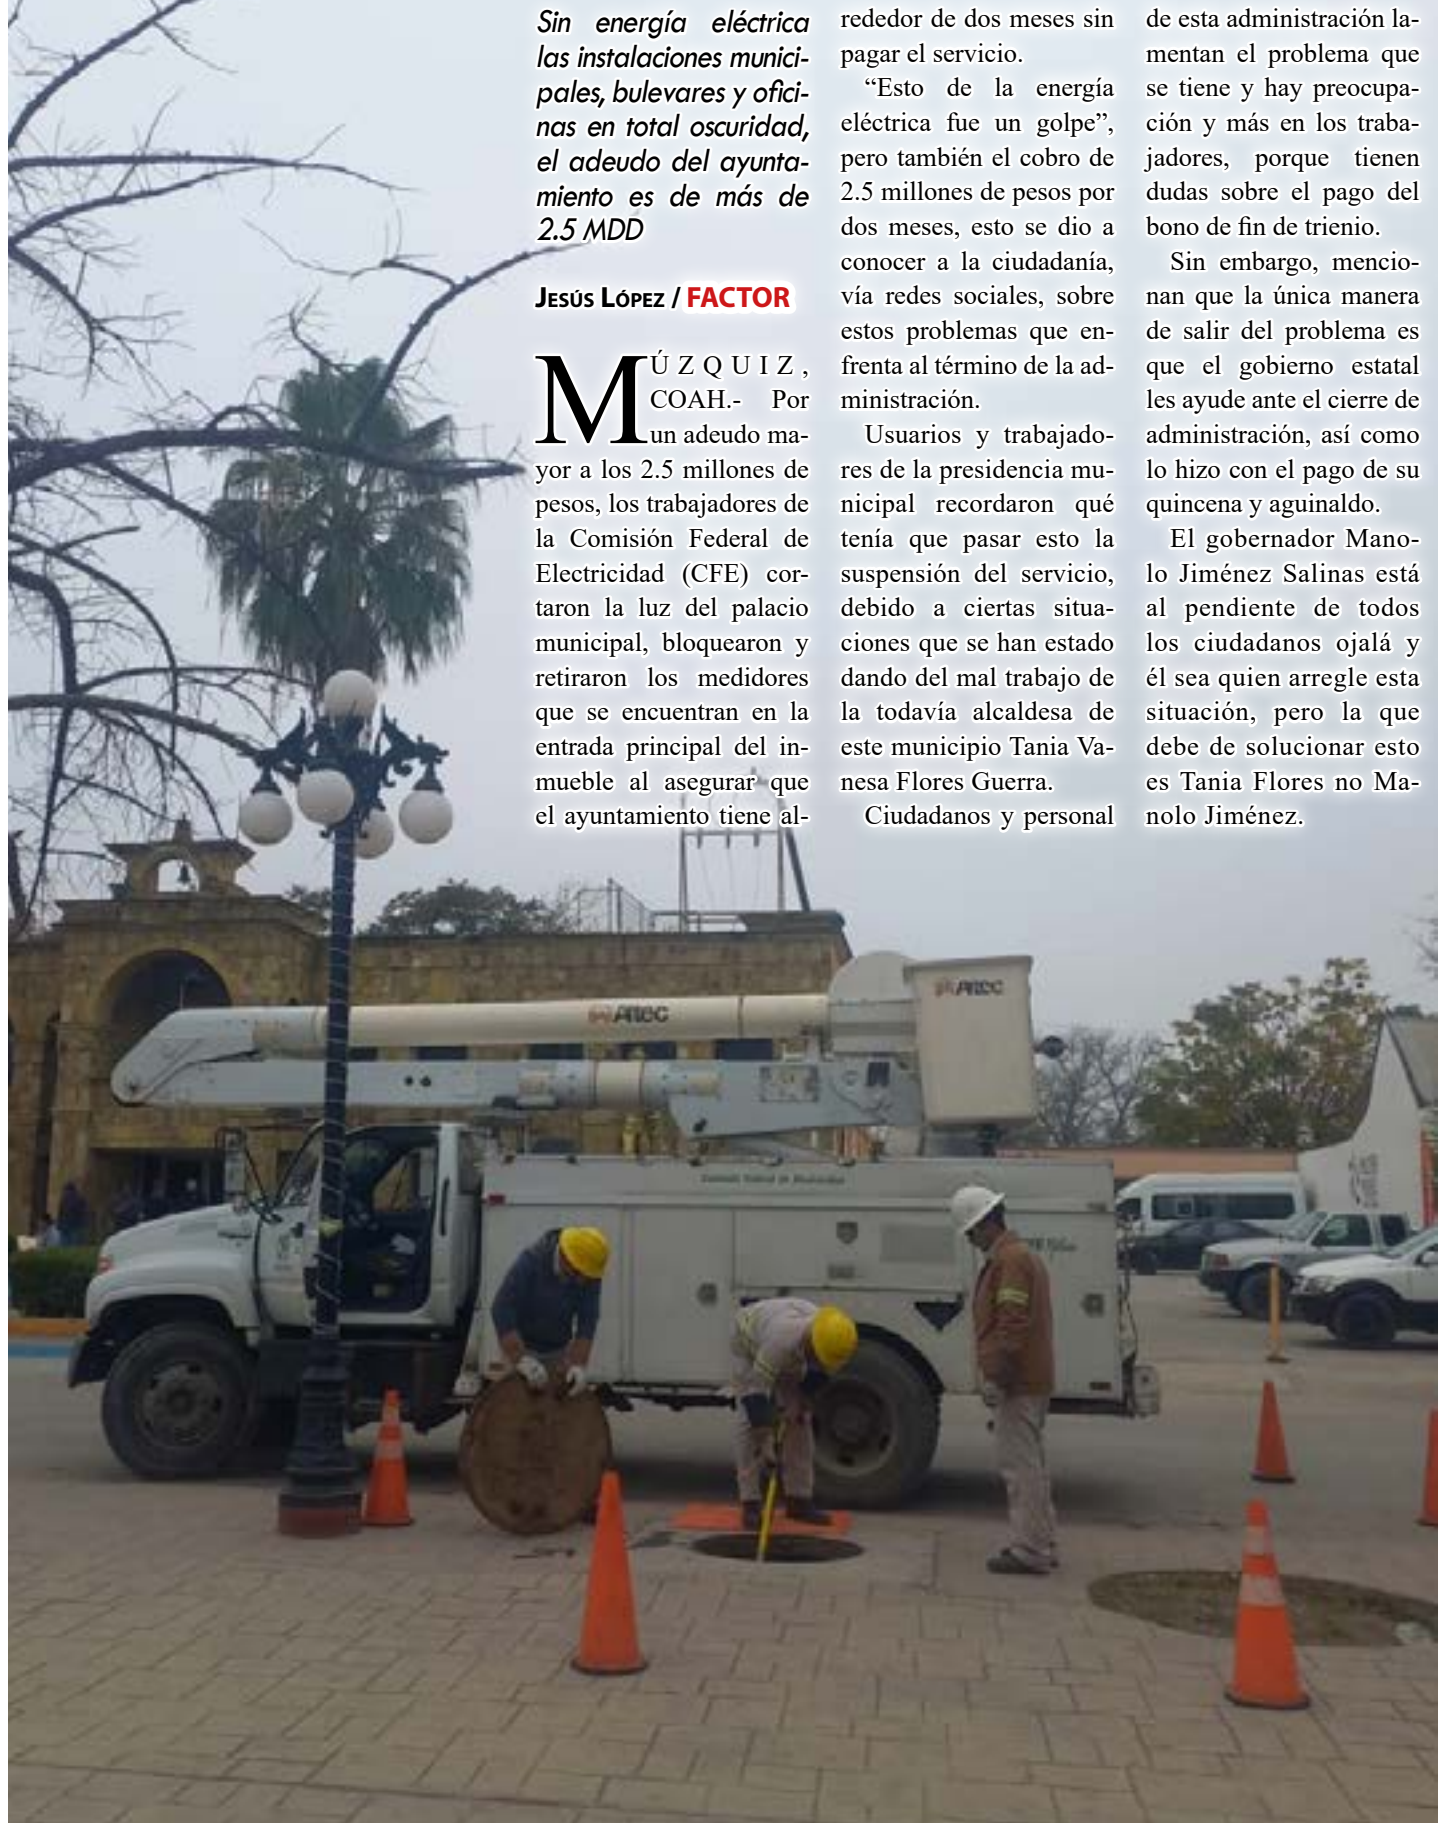 Sin energía eléctrica
las instalaciones munici-
pales, bulevares y ofici-
nas en total oscuridad,
el adeudo del ayunta-
miento es de más de
2.5 MDD
JESÚS LÓPEZ / FACTOR
MÚZQUIZ,
COAH.- Por
un adeudo ma-
yor a los 2.5 millones de
pesos, los trabajadores de
la Comisión Federal de
Electricidad (CFE) cor-
taron la luz del palacio
municipal, bloquearon y
retiraron los medidores
que se encuentran en la
entrada principal del in-
mueble al asegurar que
el ayuntamiento tiene al-
rededor de dos meses sin
pagar el servicio.
“Esto de la energía
eléctrica fue un golpe”,
pero también el cobro de
2.5 millones de pesos por
dos meses, esto se dio a
conocer a la ciudadanía,
vía redes sociales, sobre
estos problemas que en-
frenta al término de la ad-
ministración.
Usuarios y trabajado-
res de la presidencia mu-
nicipal recordaron qué
tenía que pasar esto la
suspensión del servicio,
debido a ciertas situa-
ciones que se han estado
dando del mal trabajo de
la todavía alcaldesa de
este municipio Tania Va-
nesa Flores Guerra.
Ciudadanos y personal
de esta administración la-
mentan el problema que
se tiene y hay preocupa-
ción y más en los traba-
jadores, porque tienen
dudas sobre el pago del
bono de fin de trienio.
Sin embargo, mencio-
nan que la única manera
de salir del problema es
que el gobierno estatal
les ayude ante el cierre de
administración, así como
lo hizo con el pago de su
quincena y aguinaldo.
El gobernador Mano-
lo Jiménez Salinas está
al pendiente de todos
los ciudadanos ojalá y
él sea quien arregle esta
situación, pero la que
debe de solucionar esto
es Tania Flores no Ma-
nolo Jiménez.
ALTEC
ALTEC
Comisión Federal de Electricidad